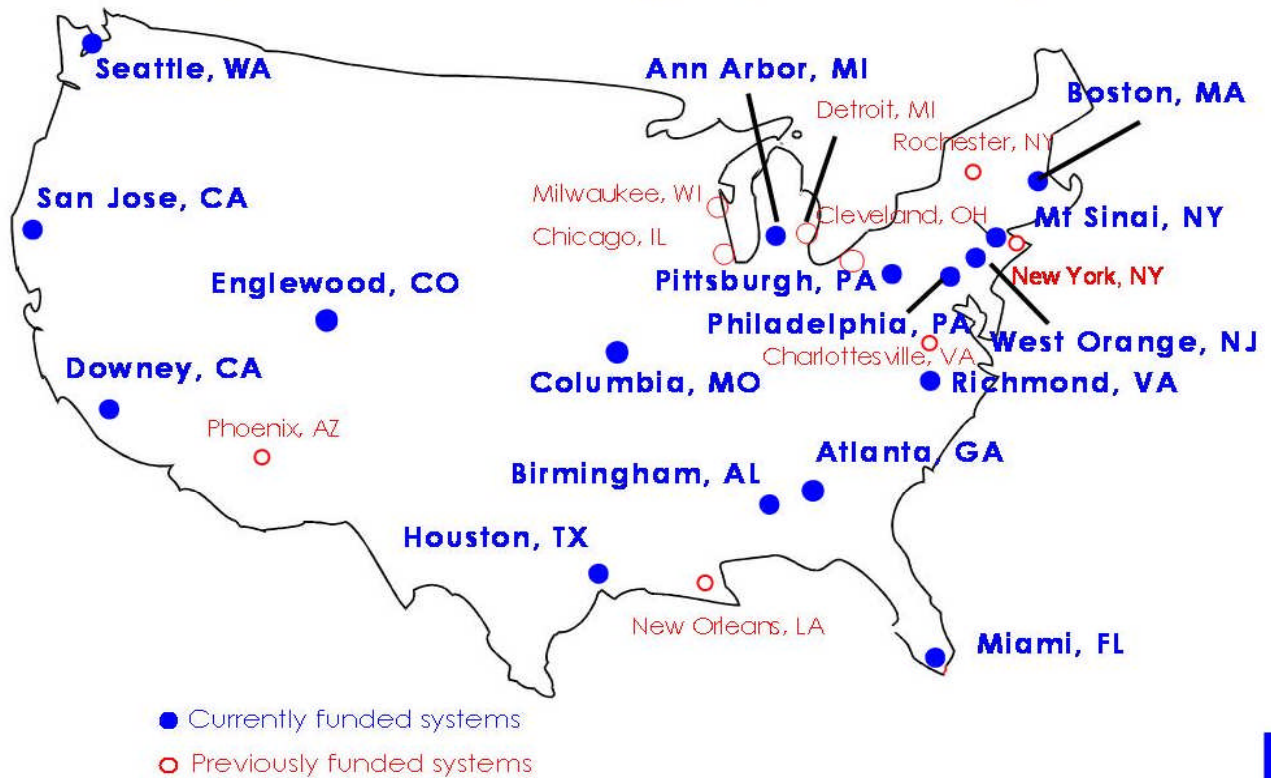 Seattle, WA
Ann Arbor, MI
Boston, MA
Detroit, MI
Rochester, NY
San Jose, CA
Milwaukee, WI
Cleveland, OH
Mt Sinai, NY
Chicago, IL
Englewood, CO
Pittsburgh, PA
New York, NY
Philadelphia, PA
West Orange, NJ
Charlottesville, VA
Downey, CA
Columbia, MO
Richmond, VA
Phoenix, AZ
Atlanta, GA
Birmingham, AL
Houston, TX
New Orleans, LA
Miami, FL
Currently funded systems
Previously funded systems